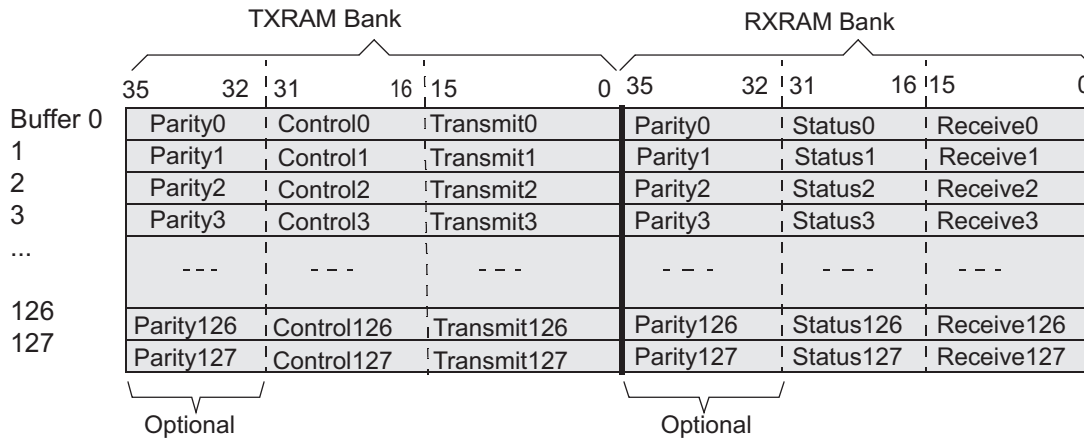 TXRAM Bank RXRAM Bank
35 32 31 16 15 0 35 32 31 16 15 0
Buffer 0 Parity0 Control0 Transmit0 Parity0 Status0 Receive0
1 Parity1 Control1 Transmit1 Parity1 Status1 Receive1
2 Parity2 Control2 Transmit2 Parity2 Status2 Receive2
3 Parity3 Control3 Transmit3 Parity3 Status3 Receive3
...
126 Parity126 Control126 Transmit126 Parity126 Status126 Receive126
127 Parity127 Control127 Transmit127 Parity127 Status127 Receive127
Optional Optional